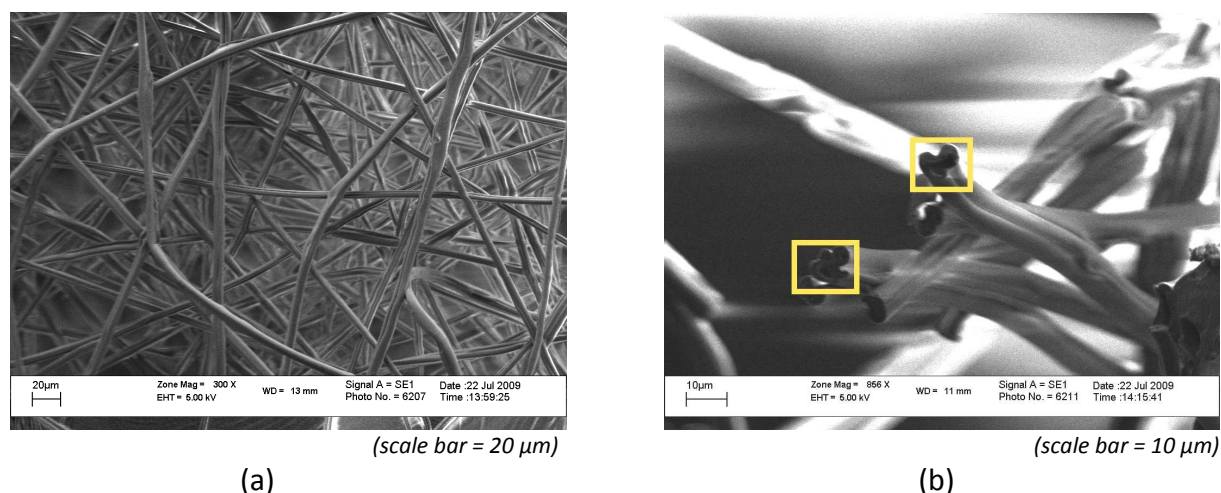 20µm
Zone Mag = 300 X
EHT = 5.00 kV
WD = 13 mm
Signal A = SE1
Photo No. = 6207
Date :22 Jul 2009
Time :13:59:25
(scale bar = 20 µm)
(a)
10µm
Zone Mag = 856 X
EHT = 5.00 kV
WD = 11 mm
Signal A = SE1
Photo No. = 6211
Date :22 Jul 2009
Time :14:15:41
(scale bar = 10 µm)
(b)